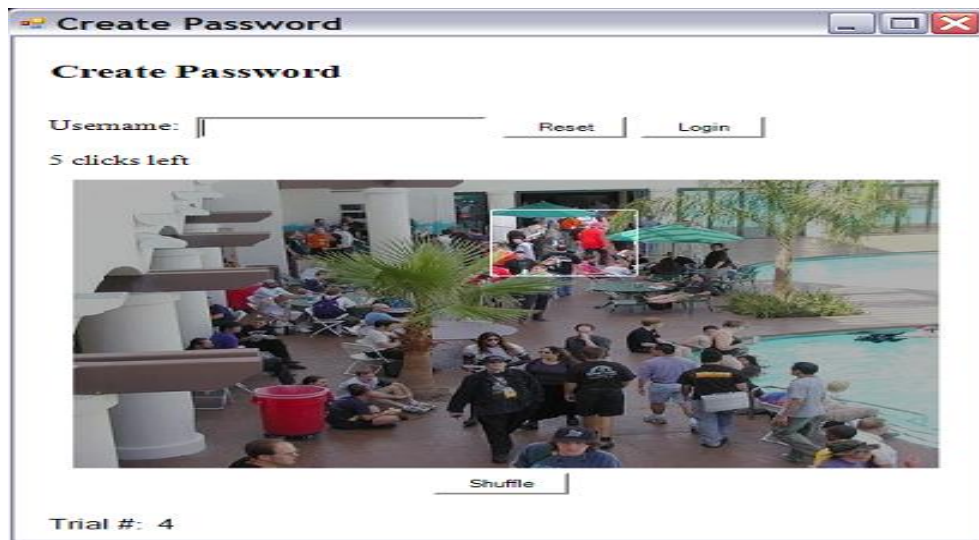 Create Password
Create Password
Username: Reset Login
5 clicks left
Shuffle
Trial #: 4